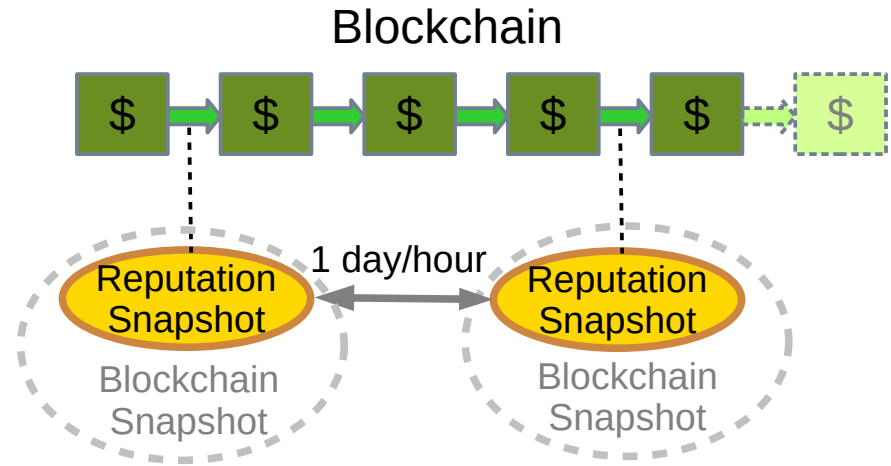 Blockchain
$ $ $ $ $ $
1 day/hour
Reputation
Snapshot
Blockchain
Snapshot
Reputation
Snapshot
Blockchain
Snapshot